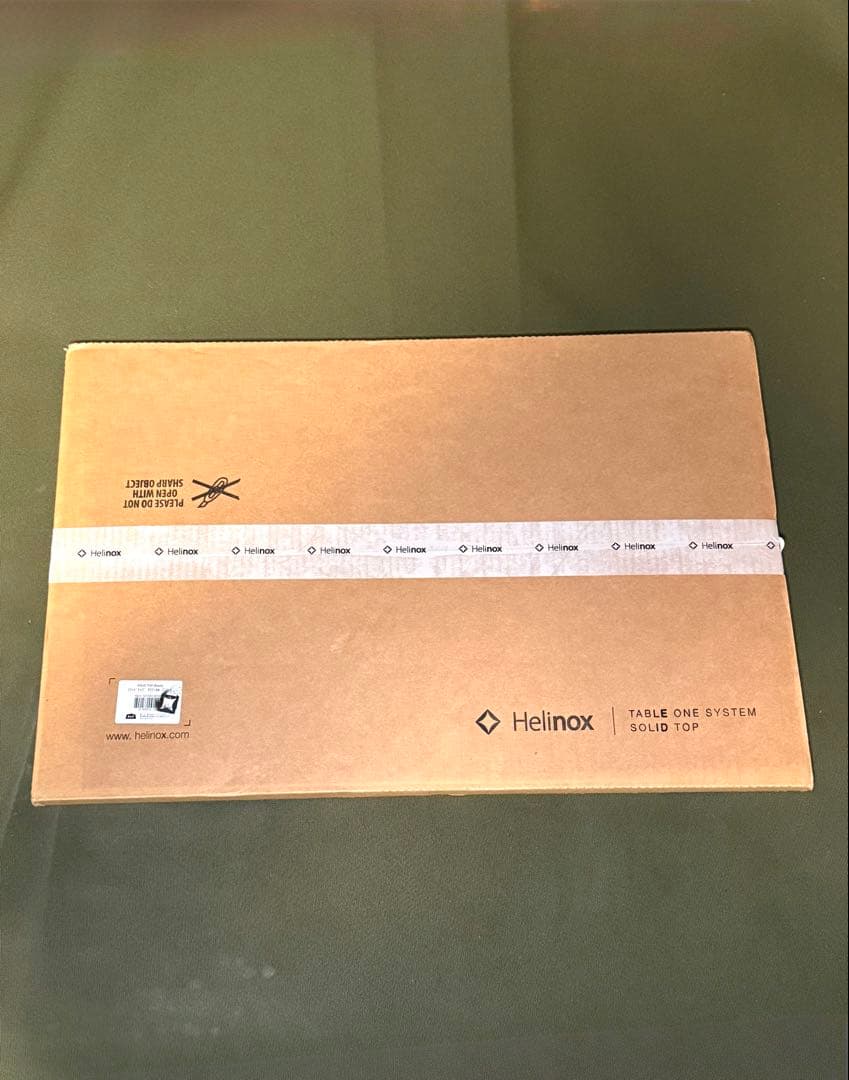 PLEASE DO NOT
OPEN WITH
SHARP OBJECT
Helinox Helinox Helinox Helinox Helinox Helinox Helinox Helinox Helinox
www. helinox.com
Helinox
TABLE ONE SYSTEM
SOLID TOP